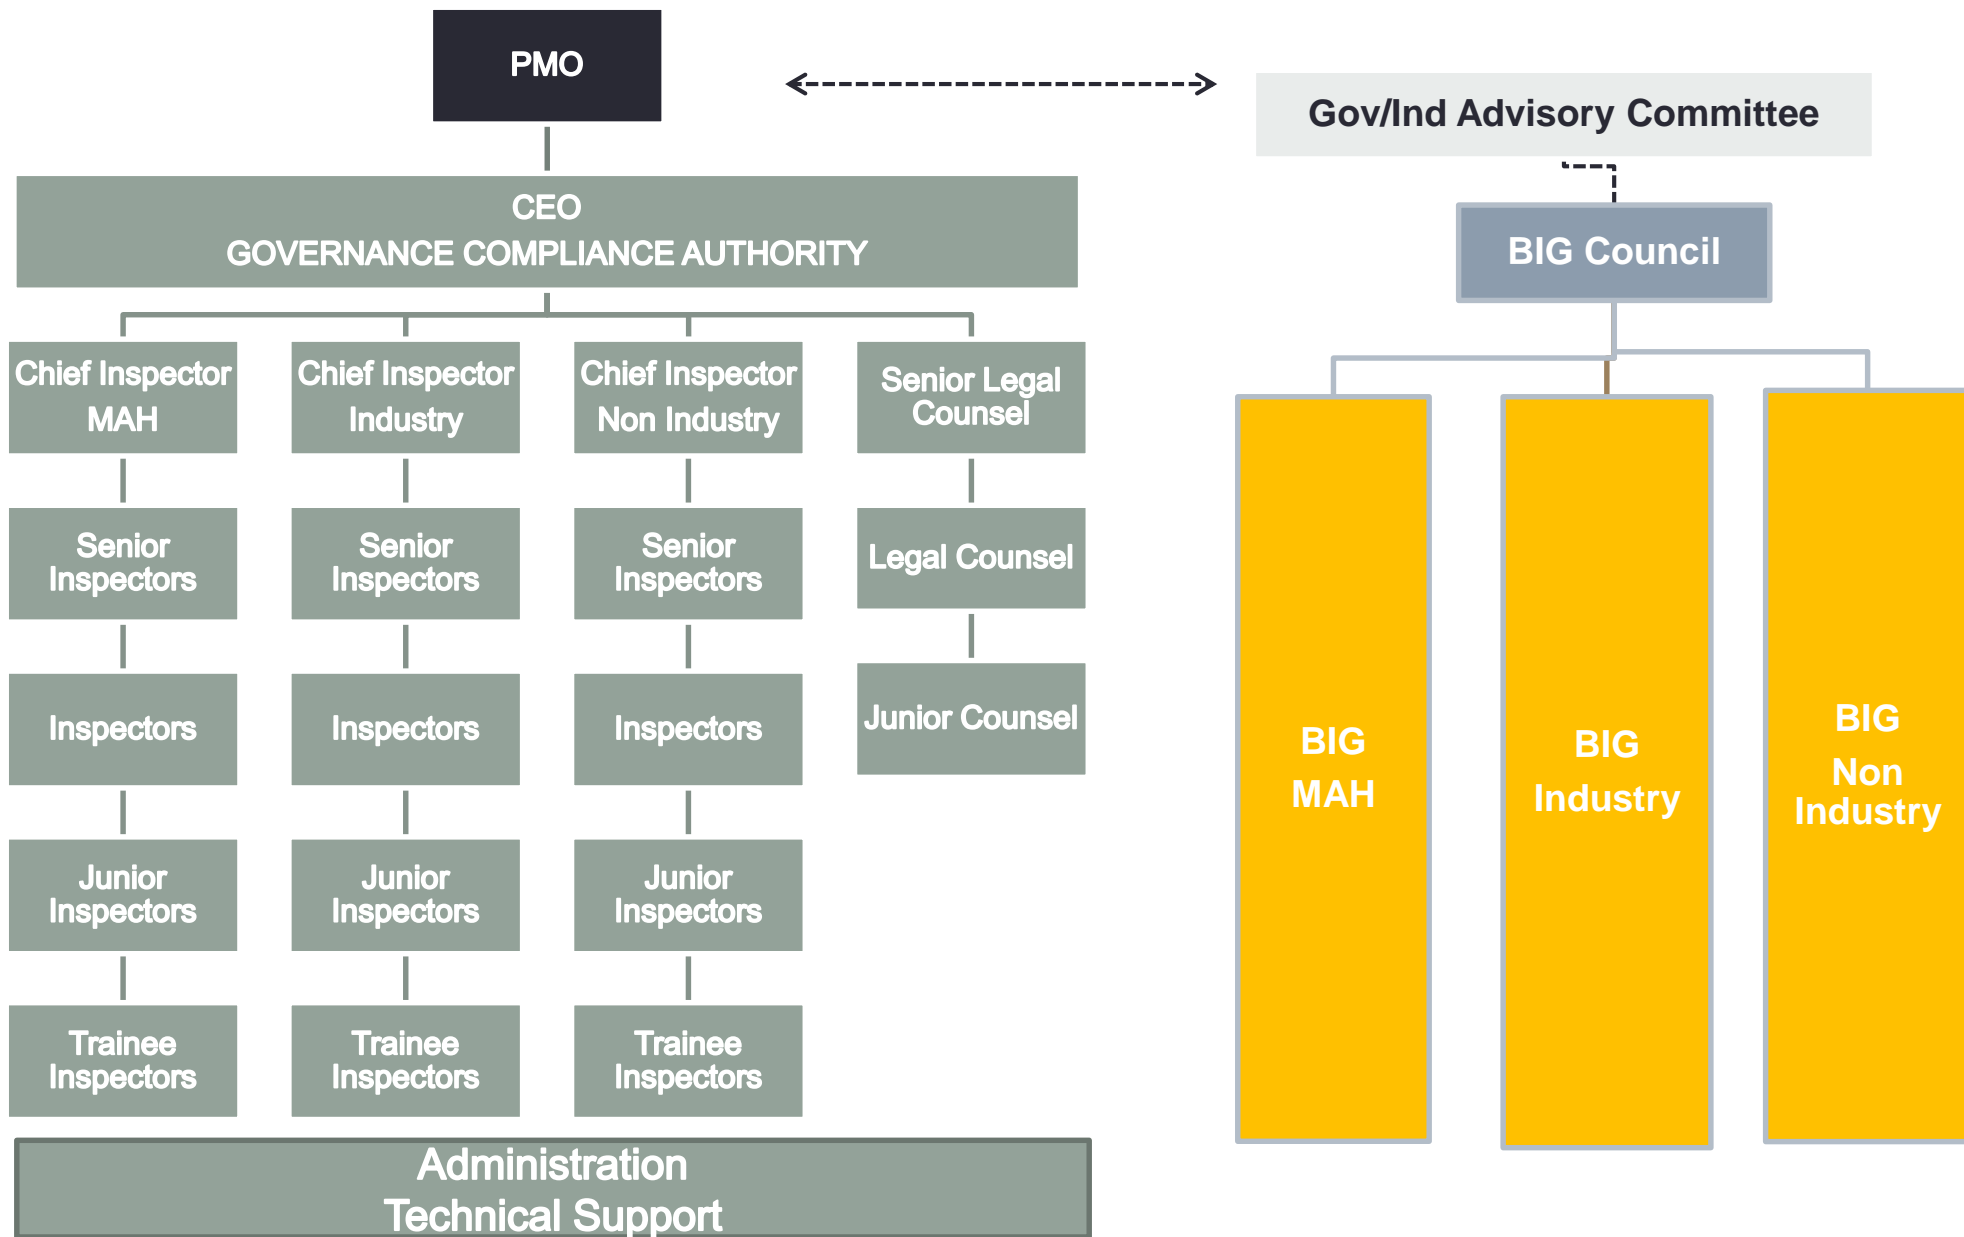 PMO
Gov/Ind Advisory Committee
CEO
GOVERNANCE COMPLIANCE AUTHORITY
BIG Council
Chief Inspector
MAH
Chief Inspector
Industry
Chief Inspector
Non Industry
Senior Legal
Counsel
Senior
Inspectors
Senior
Inspectors
Senior
Inspectors
Legal Counsel
Inspectors
Inspectors
Inspectors
Junior Counsel
Junior
Inspectors
Junior
Inspectors
Junior
Inspectors
Trainee
Inspectors
Trainee
Inspectors
Trainee
Inspectors
Administration
Technical Support
BIG
MAH
BIG
Industry
BIG
Non
Industry